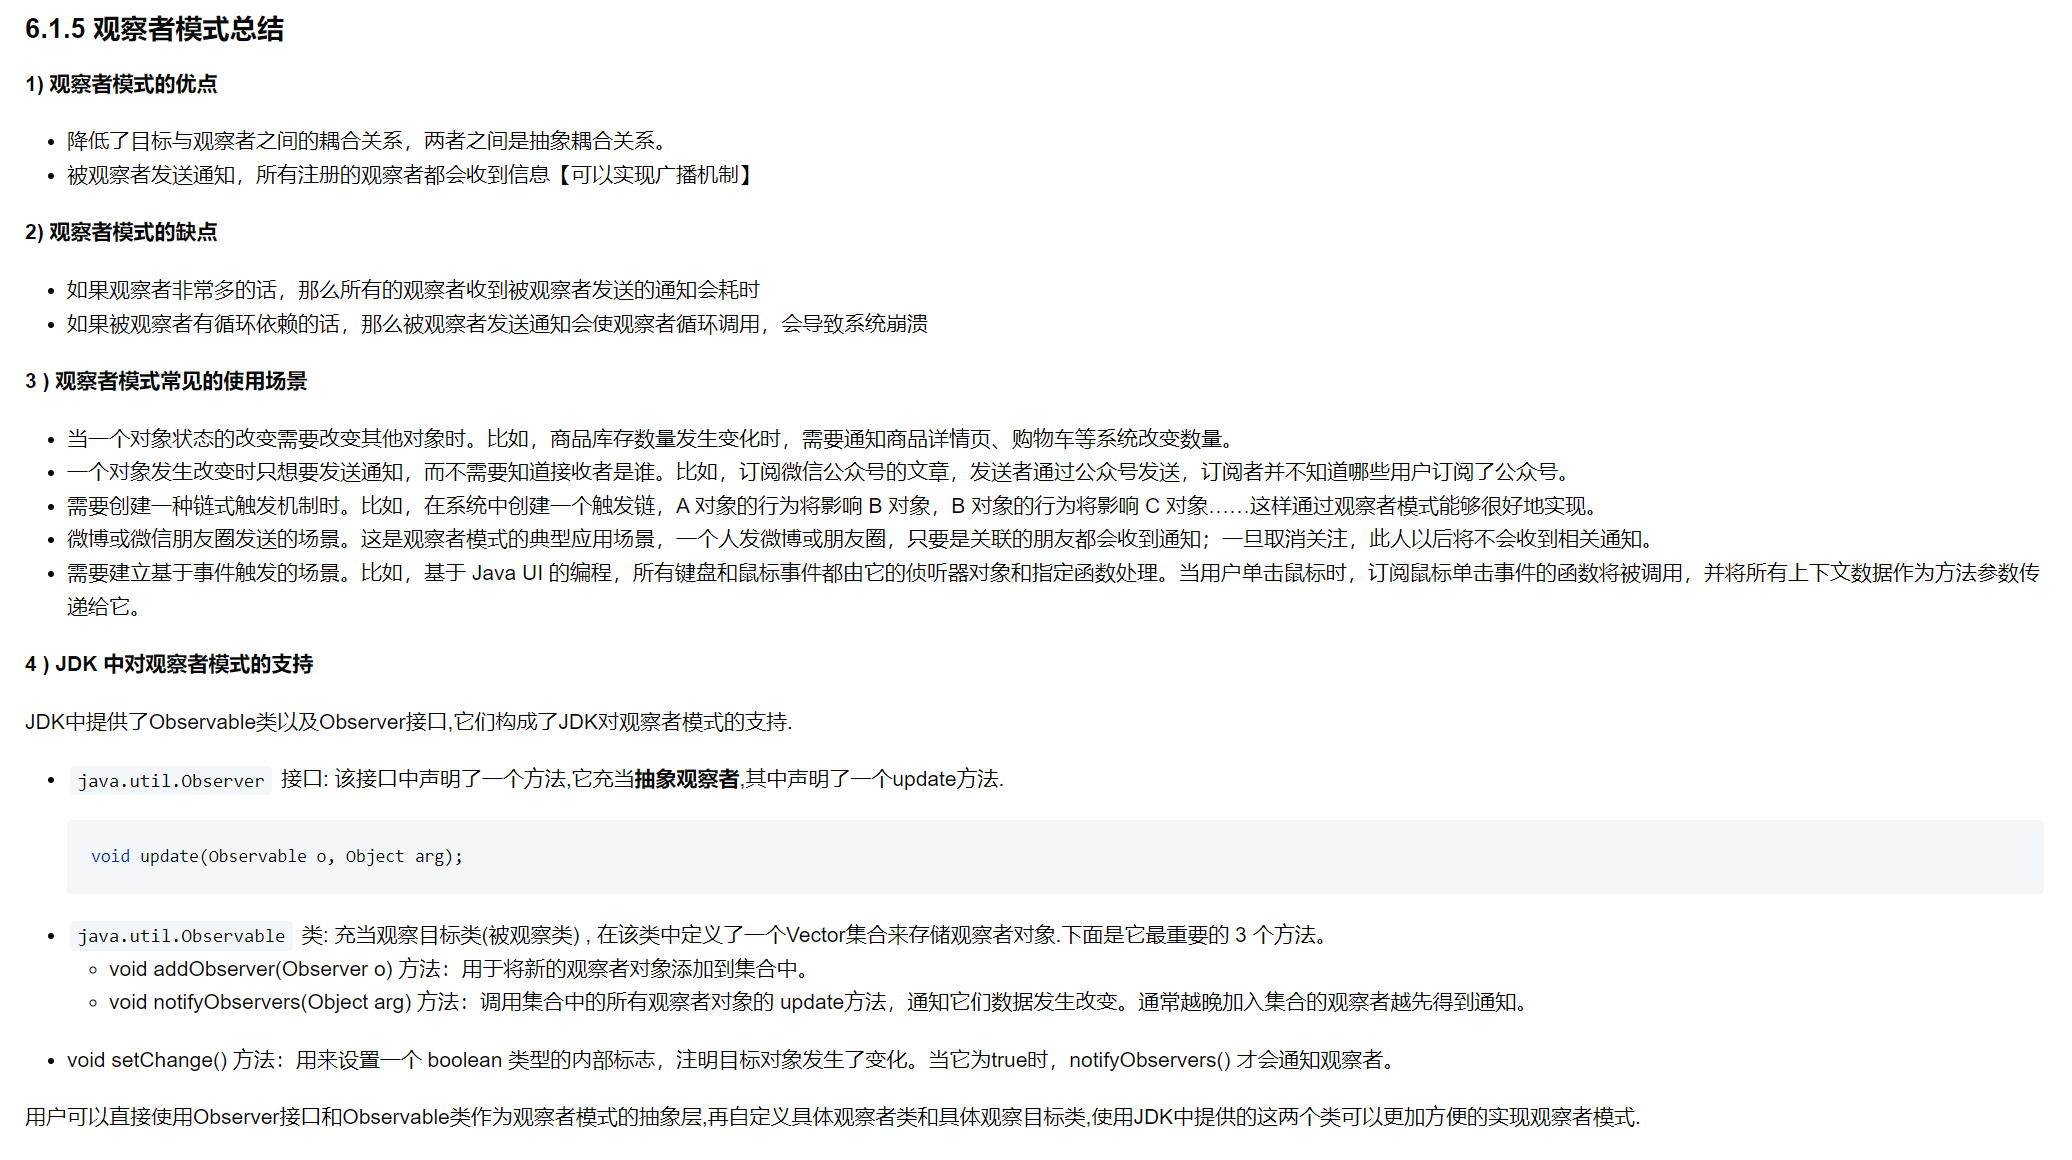 6.1.5 观察者模式总结
1) 观察者模式的优点
降低了目标与观察者之间的耦合关系，两者之间是抽象耦合关系。
被观察者发送通知，所有注册的观察者都会收到信息【可以实现广播机制】
2) 观察者模式的缺点
如果观察者非常多的话，那么所有的观察者收到被观察者发送的通知会耗时
如果被观察者有循环依赖的话，那么被观察者发送通知会使观察者循环调用，会导致系统崩溃
3 ) 观察者模式常见的使用场景
当一个对象状态的改变需要改变其他对象时。比如，商品库存数量发生变化时，需要通知商品详情页、购物车等系统改变数量。
一个对象发生改变时只想要发送通知，而不需要知道接收者是谁。比如，订阅微信公众号的文章，发送者通过公众号发送，订阅者并不知道哪些用户订阅了公众号。
需要创建一种链式触发机制时。比如，在系统中创建一个触发链，A 对象的行为将影响 B 对象，B 对象的行为将影响 C 对象……这样通过观察者模式能够很好地实现。
微博或微信朋友圈发送的场景。这是观察者模式的典型应用场景，一个人发微博或朋友圈，只要是关联的朋友都会收到通知；一旦取消关注，此人以后将不会收到相关通知。
需要建立基于事件触发的场景。比如，基于 Java UI 的编程，所有键盘和鼠标事件都由它的侦听器对象和指定函数处理。当用户单击鼠标时，订阅鼠标单击事件的函数将被调用，并将所有上下文数据作为方法参数传
递给它。
4 ) JDK 中对观察者模式的支持
JDK中提供了Observable类以及Observer接口,它们构成了JDK对观察者模式的支持.
java.util.Observer 接口: 该接口中声明了一个方法,它充当抽象观察者,其中声明了一个update方法.
void update(Observable o, Object arg);
java.util.Observable 类: 充当观察目标类(被观察类) , 在该类中定义了一个Vector集合来存储观察者对象.下面是它最重要的 3 个方法。
void addObserver(Observer o) 方法：用于将新的观察者对象添加到集合中。
void notifyObservers(Object arg) 方法：调用集合中的所有观察者对象的 update方法，通知它们数据发生改变。通常越晚加入集合的观察者越先得到通知。
void setChange() 方法：用来设置一个 boolean 类型的内部标志，注明目标对象发生了变化。当它为true时，notifyObservers() 才会通知观察者。
用户可以直接使用Observer接口和Observable类作为观察者模式的抽象层,再自定义具体观察者类和具体观察目标类,使用JDK中提供的这两个类可以更加方便的实现观察者模式.